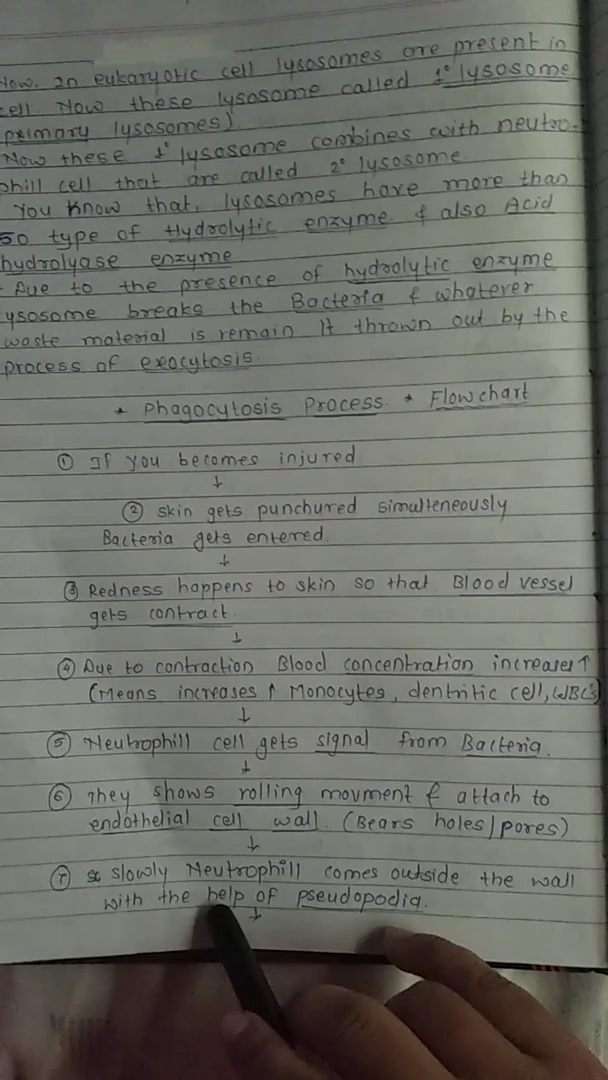 Now. In eukaryotic cell lysosomes are present in
cell Now these lysosome called 1° lysosome
primary lysosomes).
Now these 1° lysosome combines with neutro-
phill cell that are called 2° lysosome.
You know that, lysosomes have more than
50 type of Hydrolytic enzyme & also Acid
hydrolyase enzyme
- Due to the presence of hydrolytic enzyme
lysosome breaks the Bacteria & whatever
waste material is remain It thrown out by the
process of exocytosis.
* Phagocytosis Process * Flowchart
① If you becomes injured
↓
② skin gets punchured simulteneously
Bacteria gets entered.
↓
③ Redness happens to skin so that Blood vessel
gets contract.
↓
④ Due to contraction Blood concentration increases ↑
(Means increases ↑ Monocytes, dentritic cell, WBC's)
↓
⑤ Neutrophill cell gets signal from Bacteria.
↓
⑥ They shows rolling movment & attach to
endothelial cell wall. (Bears holes/pores)
↓
⑦ slowly Neutrophill comes outside the wall
with the help of pseudopodia.
↓